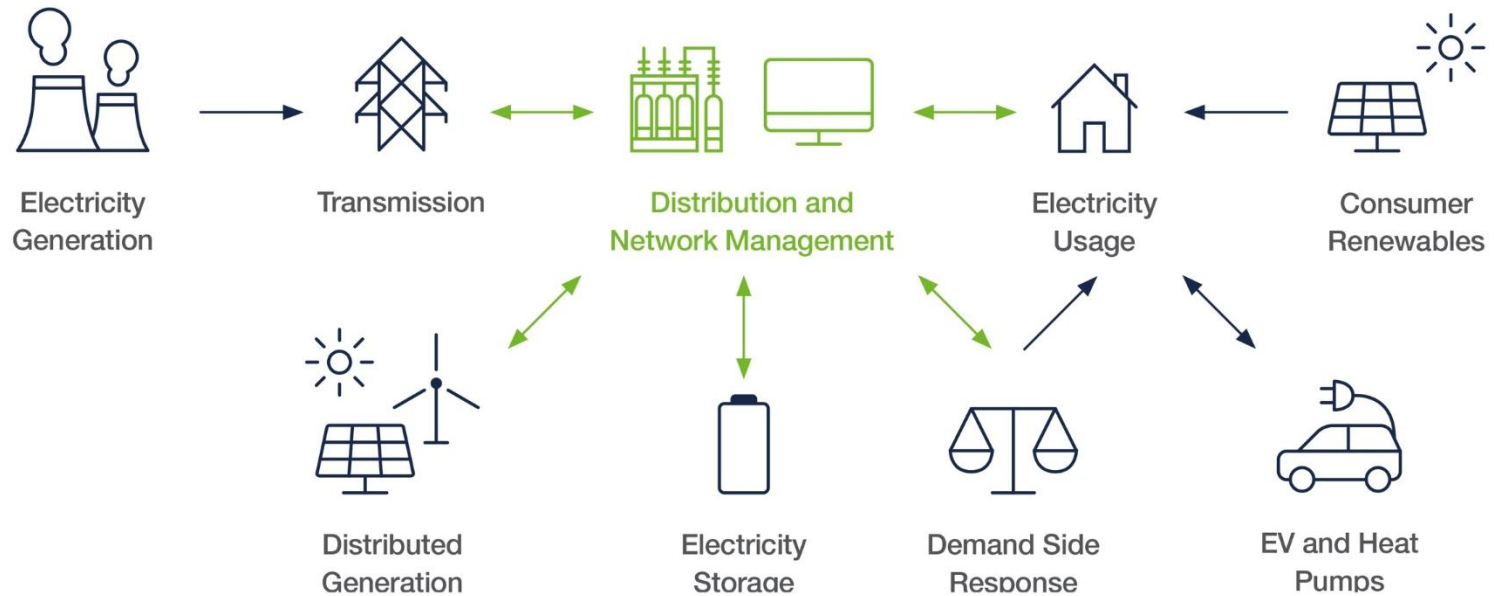 Electricity
Generation
Transmission
Distribution and
Network Management
Electricity
Usage
Consumer
Renewables
Distributed
Generation
Electricity
Storage
Demand Side
Response
EV and Heat
Pumps